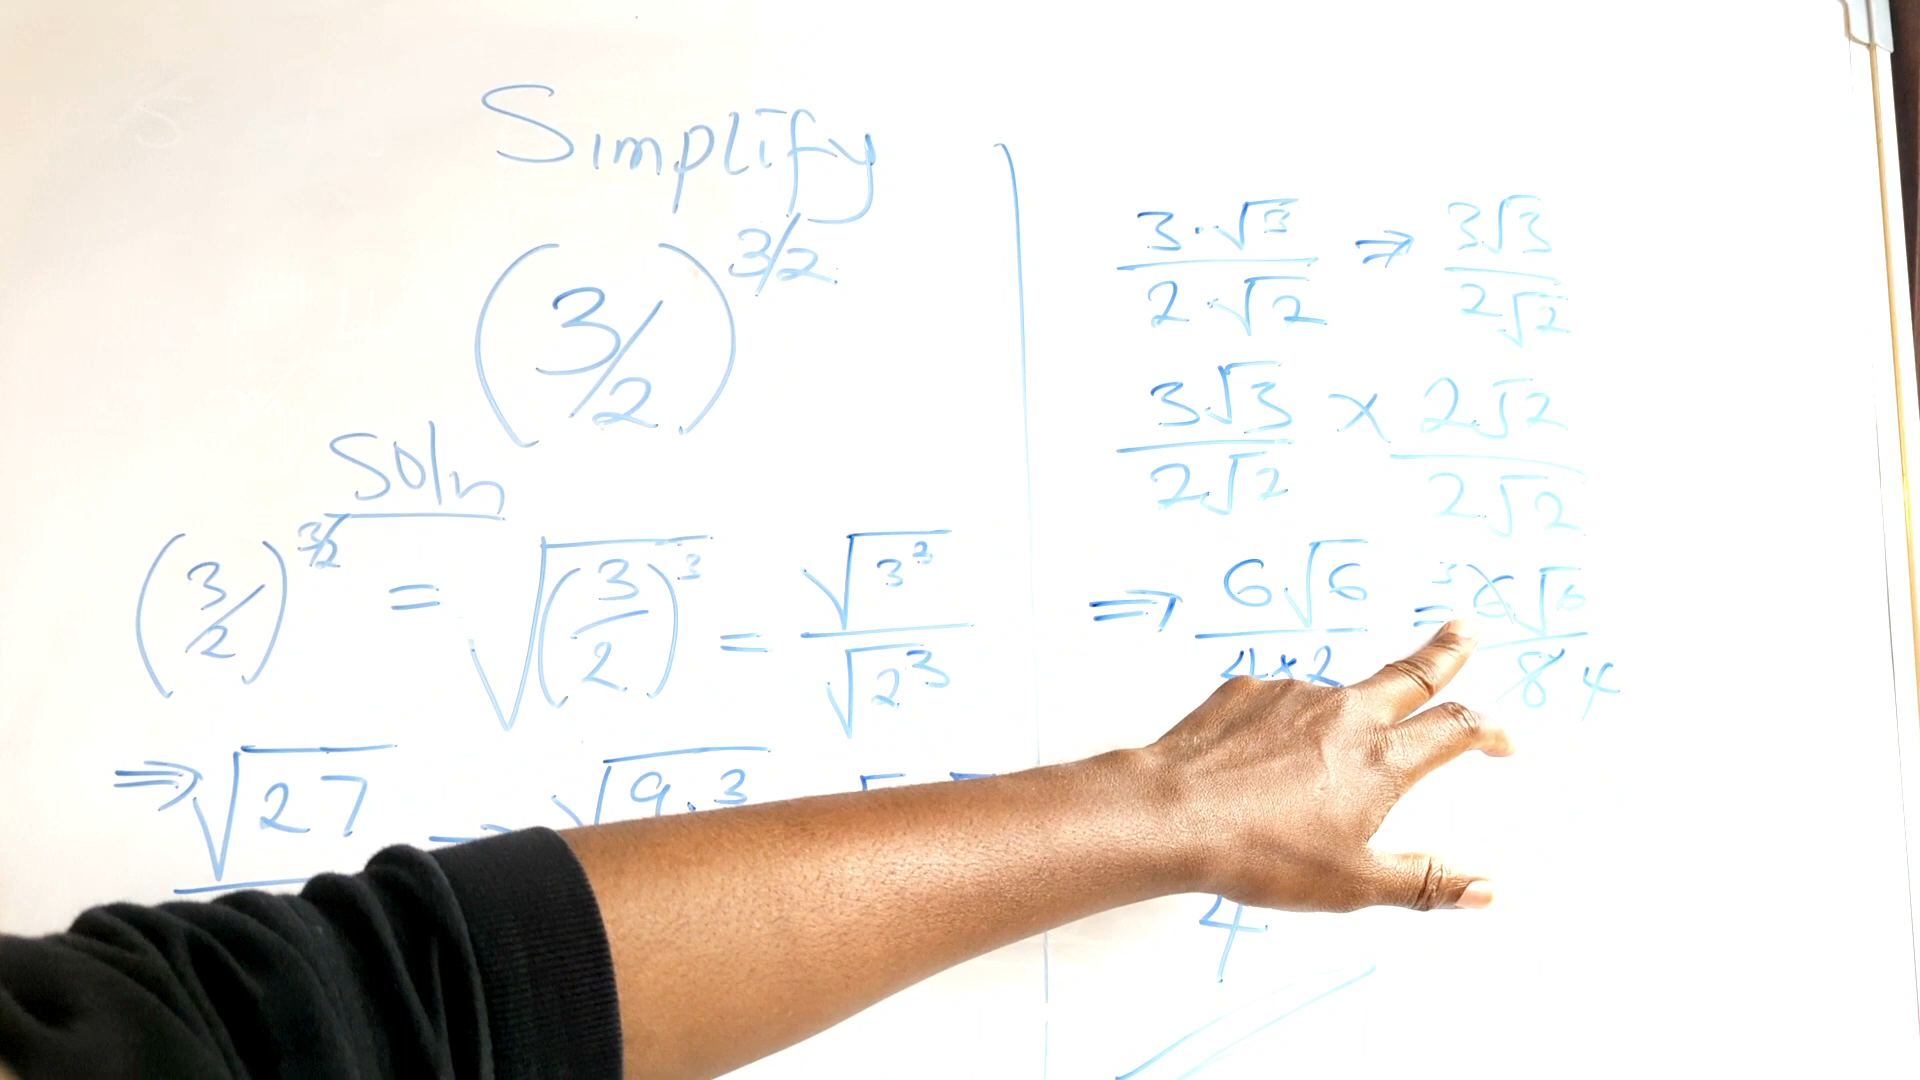 Simplify
(3/2)^3/2
Soln
(3/2)^3/2 = √(3/2)^3 = √3^3 / √2^3
⇒ √27 ⇒ √9.3
3·√3 / 2·√2 ⇒ 3√3 / 2√2
3√3 / 2√2 × 2√2 / 2√2
⇒ 6√6 / 4×2 = 3 6√6 / 8 4
4